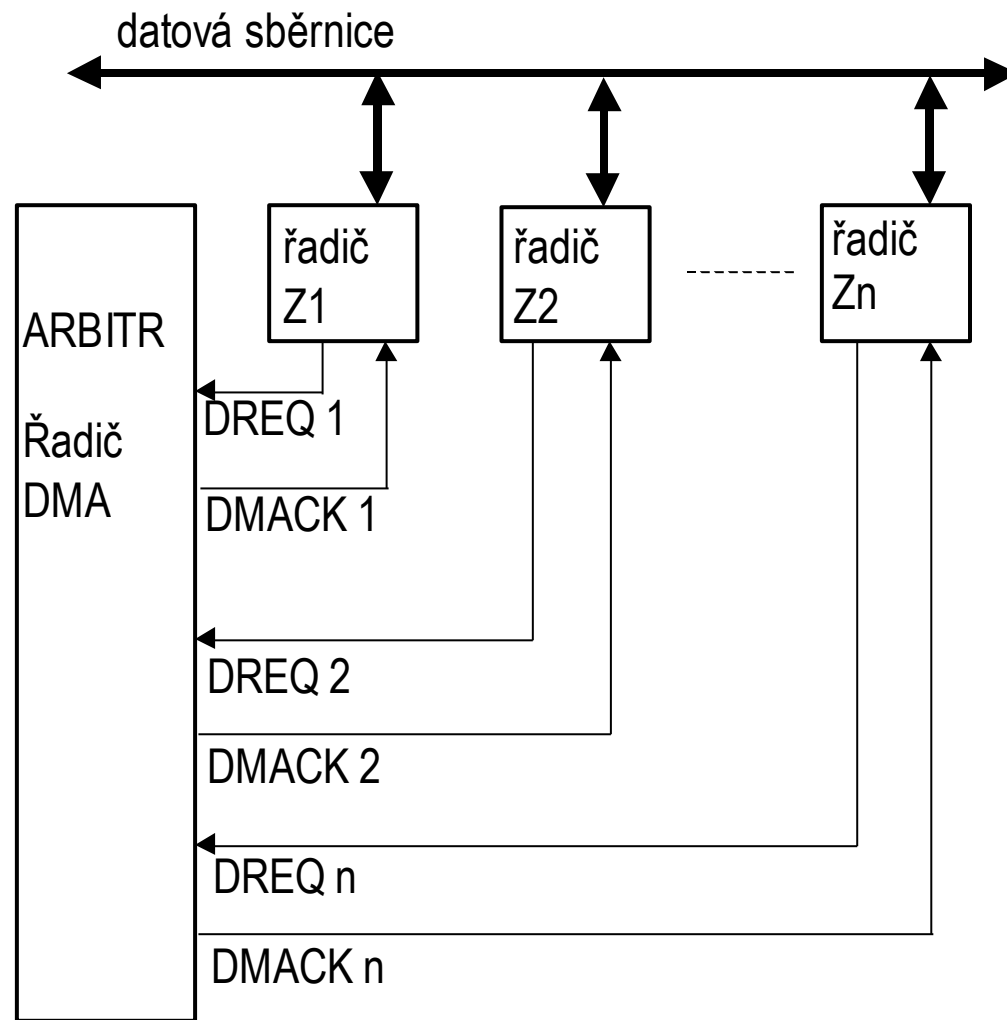 datová sběrnice
řadič
Z1
řadič
Z2
řadič
Zn
ARBITR
Řadič
DMA
DREQ 1
DMACK 1
DREQ 2
DMACK 2
DREQ n
DMACK n